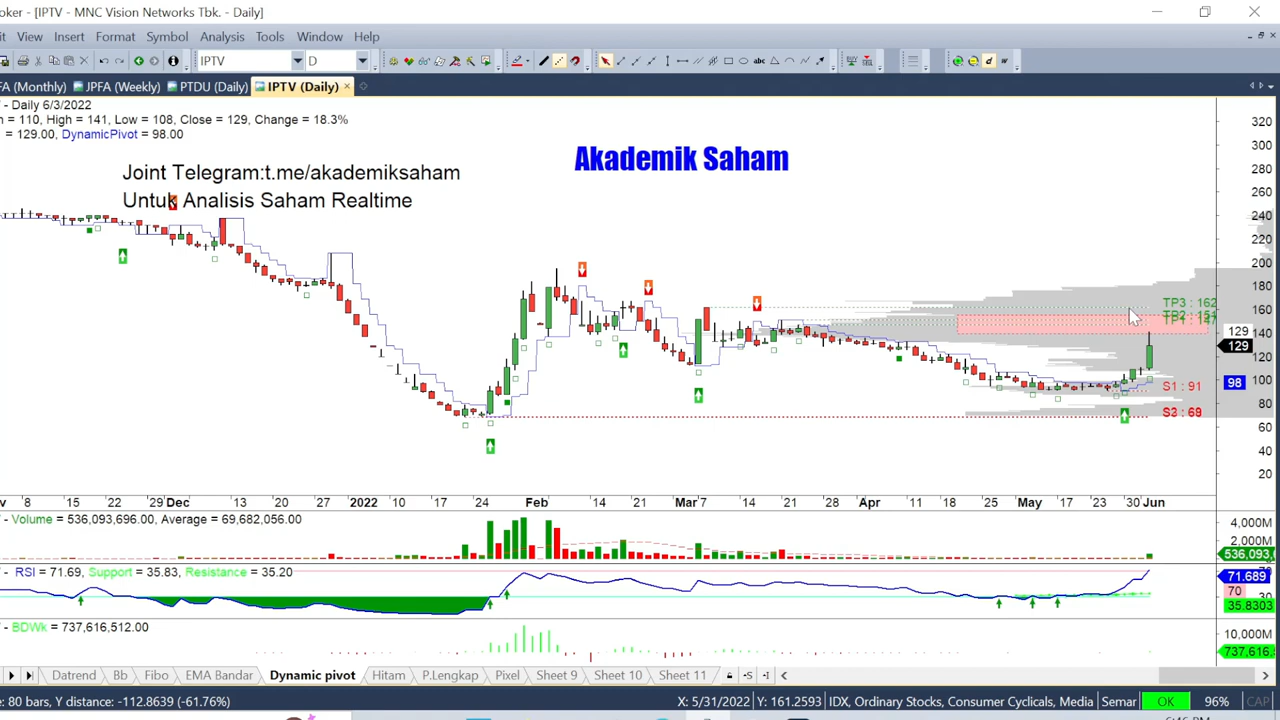 oker - [IPTV - MNC Vision Networks Tbk. - Daily]
it View Insert Format Symbol Analysis Tools Window Help
IPTV D
FA (Monthly) JPFA (Weekly) PTDU (Daily) IPTV (Daily)
- Daily 6/3/2022
n = 110, High = 141, Low = 108, Close = 129, Change = 18.3%
= 129.00, DynamicPivot = 98.00
Akademik Saham
Joint Telegram:t.me/akademiksaham
Untuk Analisis Saham Realtime
320
300
280
260
240
220
200
180
160
140
120
100
80
60
40
20
TP3 : 162
TP2 : 151
129
129
98
S1 : 91
S2 : 69
8 15 22 29 Dec 13 20 27 2022 10 17 24 Feb 14 21 Mar 7 14 21 28 Apr 11 18 25 May 17 23 30 Jun
- Volume = 536,093,696.00, Average = 69,682,056.00
4,000M
2,000M
536,093,
- RSI = 71.69, Support = 35.83, Resistance = 35.20
71.689
70
30
35.8303
- BDWk = 737,616,512.00
10,000M
737,616,
Datrend Bb Fibo EMA Bandar Dynamic pivot Hitam P.Lengkap Pixel Sheet 9 Sheet 10 Sheet 11
e: 80 bars, Y distance: -112.8639 (-61.76%) X: 5/31/2022 Y: 161.2593 IDX, Ordinary Stocks, Consumer Cyclicals, Media Semar OK 96% CAP